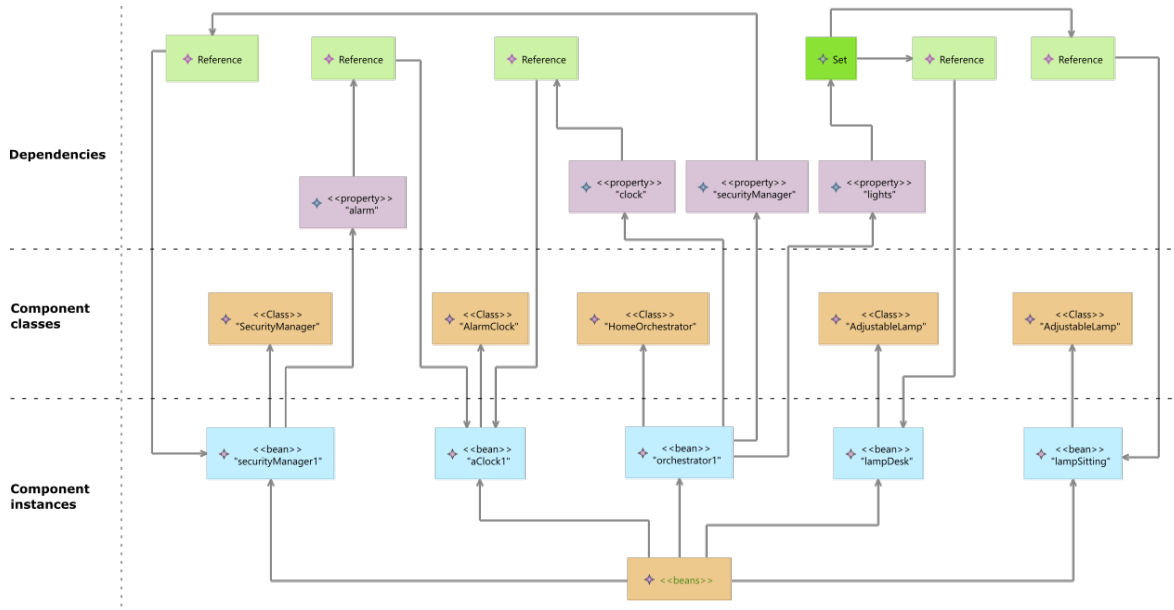 Reference
Reference
Reference
Set
Reference
Reference
Dependencies
<<property>>
"alarm"
<<property>>
"clock"
<<property>>
"securityManager"
<<property>>
"lights"
Component
classes
<<Class>>
"SecurityManager"
<<Class>>
"AlarmClock"
<<Class>>
"HomeOrchestrator"
<<Class>>
"AdjustableLamp"
<<Class>>
"AdjustableLamp"
Component
instances
<<bean>>
"securityManager1"
<<bean>>
"aClock1"
<<bean>>
"orchestrator1"
<<bean>>
"lampDesk"
<<bean>>
"lampSitting"
<<beans>>